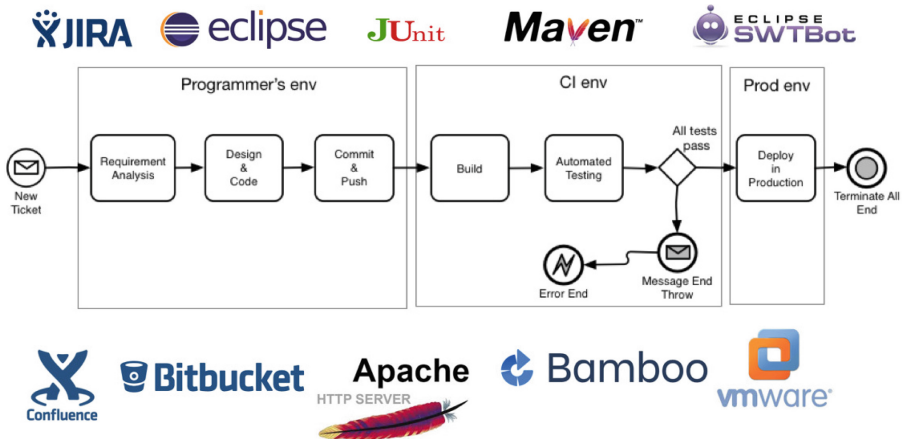 JIRA
eclipse
JUnit
Maven™
ECLIPSE
SWTBot
Programmer's env
CI env
Prod env
New
Ticket
Requirement
Analysis
Design
&
Code
Commit
&
Push
Build
Automated
Testing
All tests
pass
Deploy
in
Production
Terminate All
End
Error End
Message End
Throw
Confluence
Bitbucket
Apache
HTTP SERVER
Bamboo
vmware®